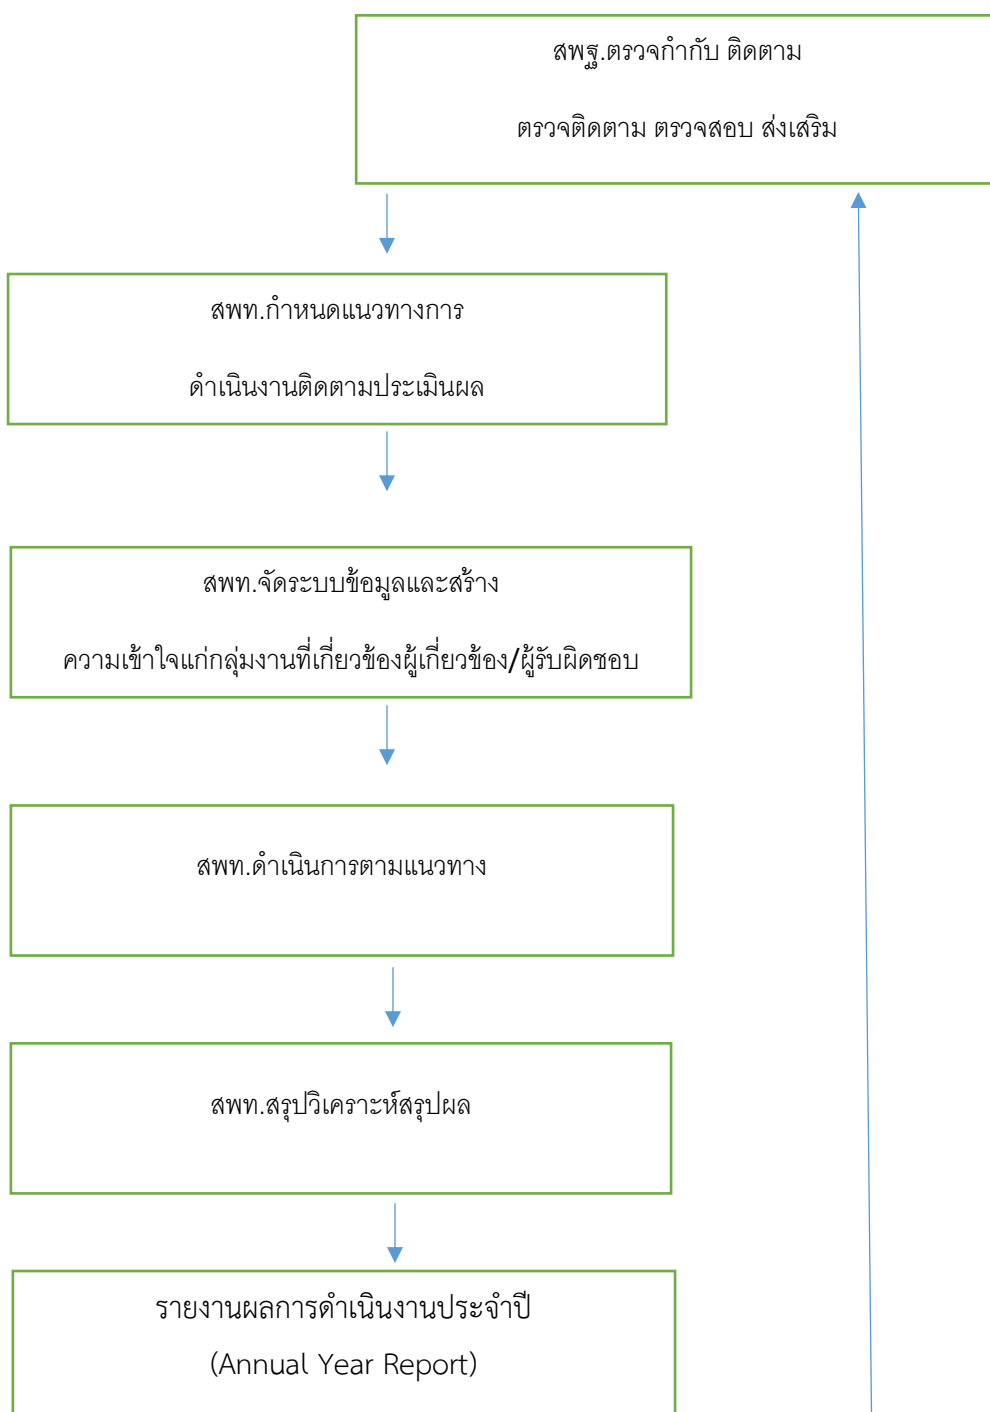 สพฐ.ตรวจกำกับ ติดตาม
ตรวจติดตาม ตรวจสอบ ส่งเสริม
สพท.กำหนดแนวทางการ
ดำเนินงานติดตามประเมินผล
สพท.จัดระบบข้อมูลและสร้าง
ความเข้าใจแก่กลุ่มงานที่เกี่ยวข้องผู้เกี่ยวข้อง/ผู้รับผิดชอบ
สพท.ดำเนินการตามแนวทาง
สพท.สรุปวิเคราะห์สรุปผล
รายงานผลการดำเนินงานประจำปี
(Annual Year Report)